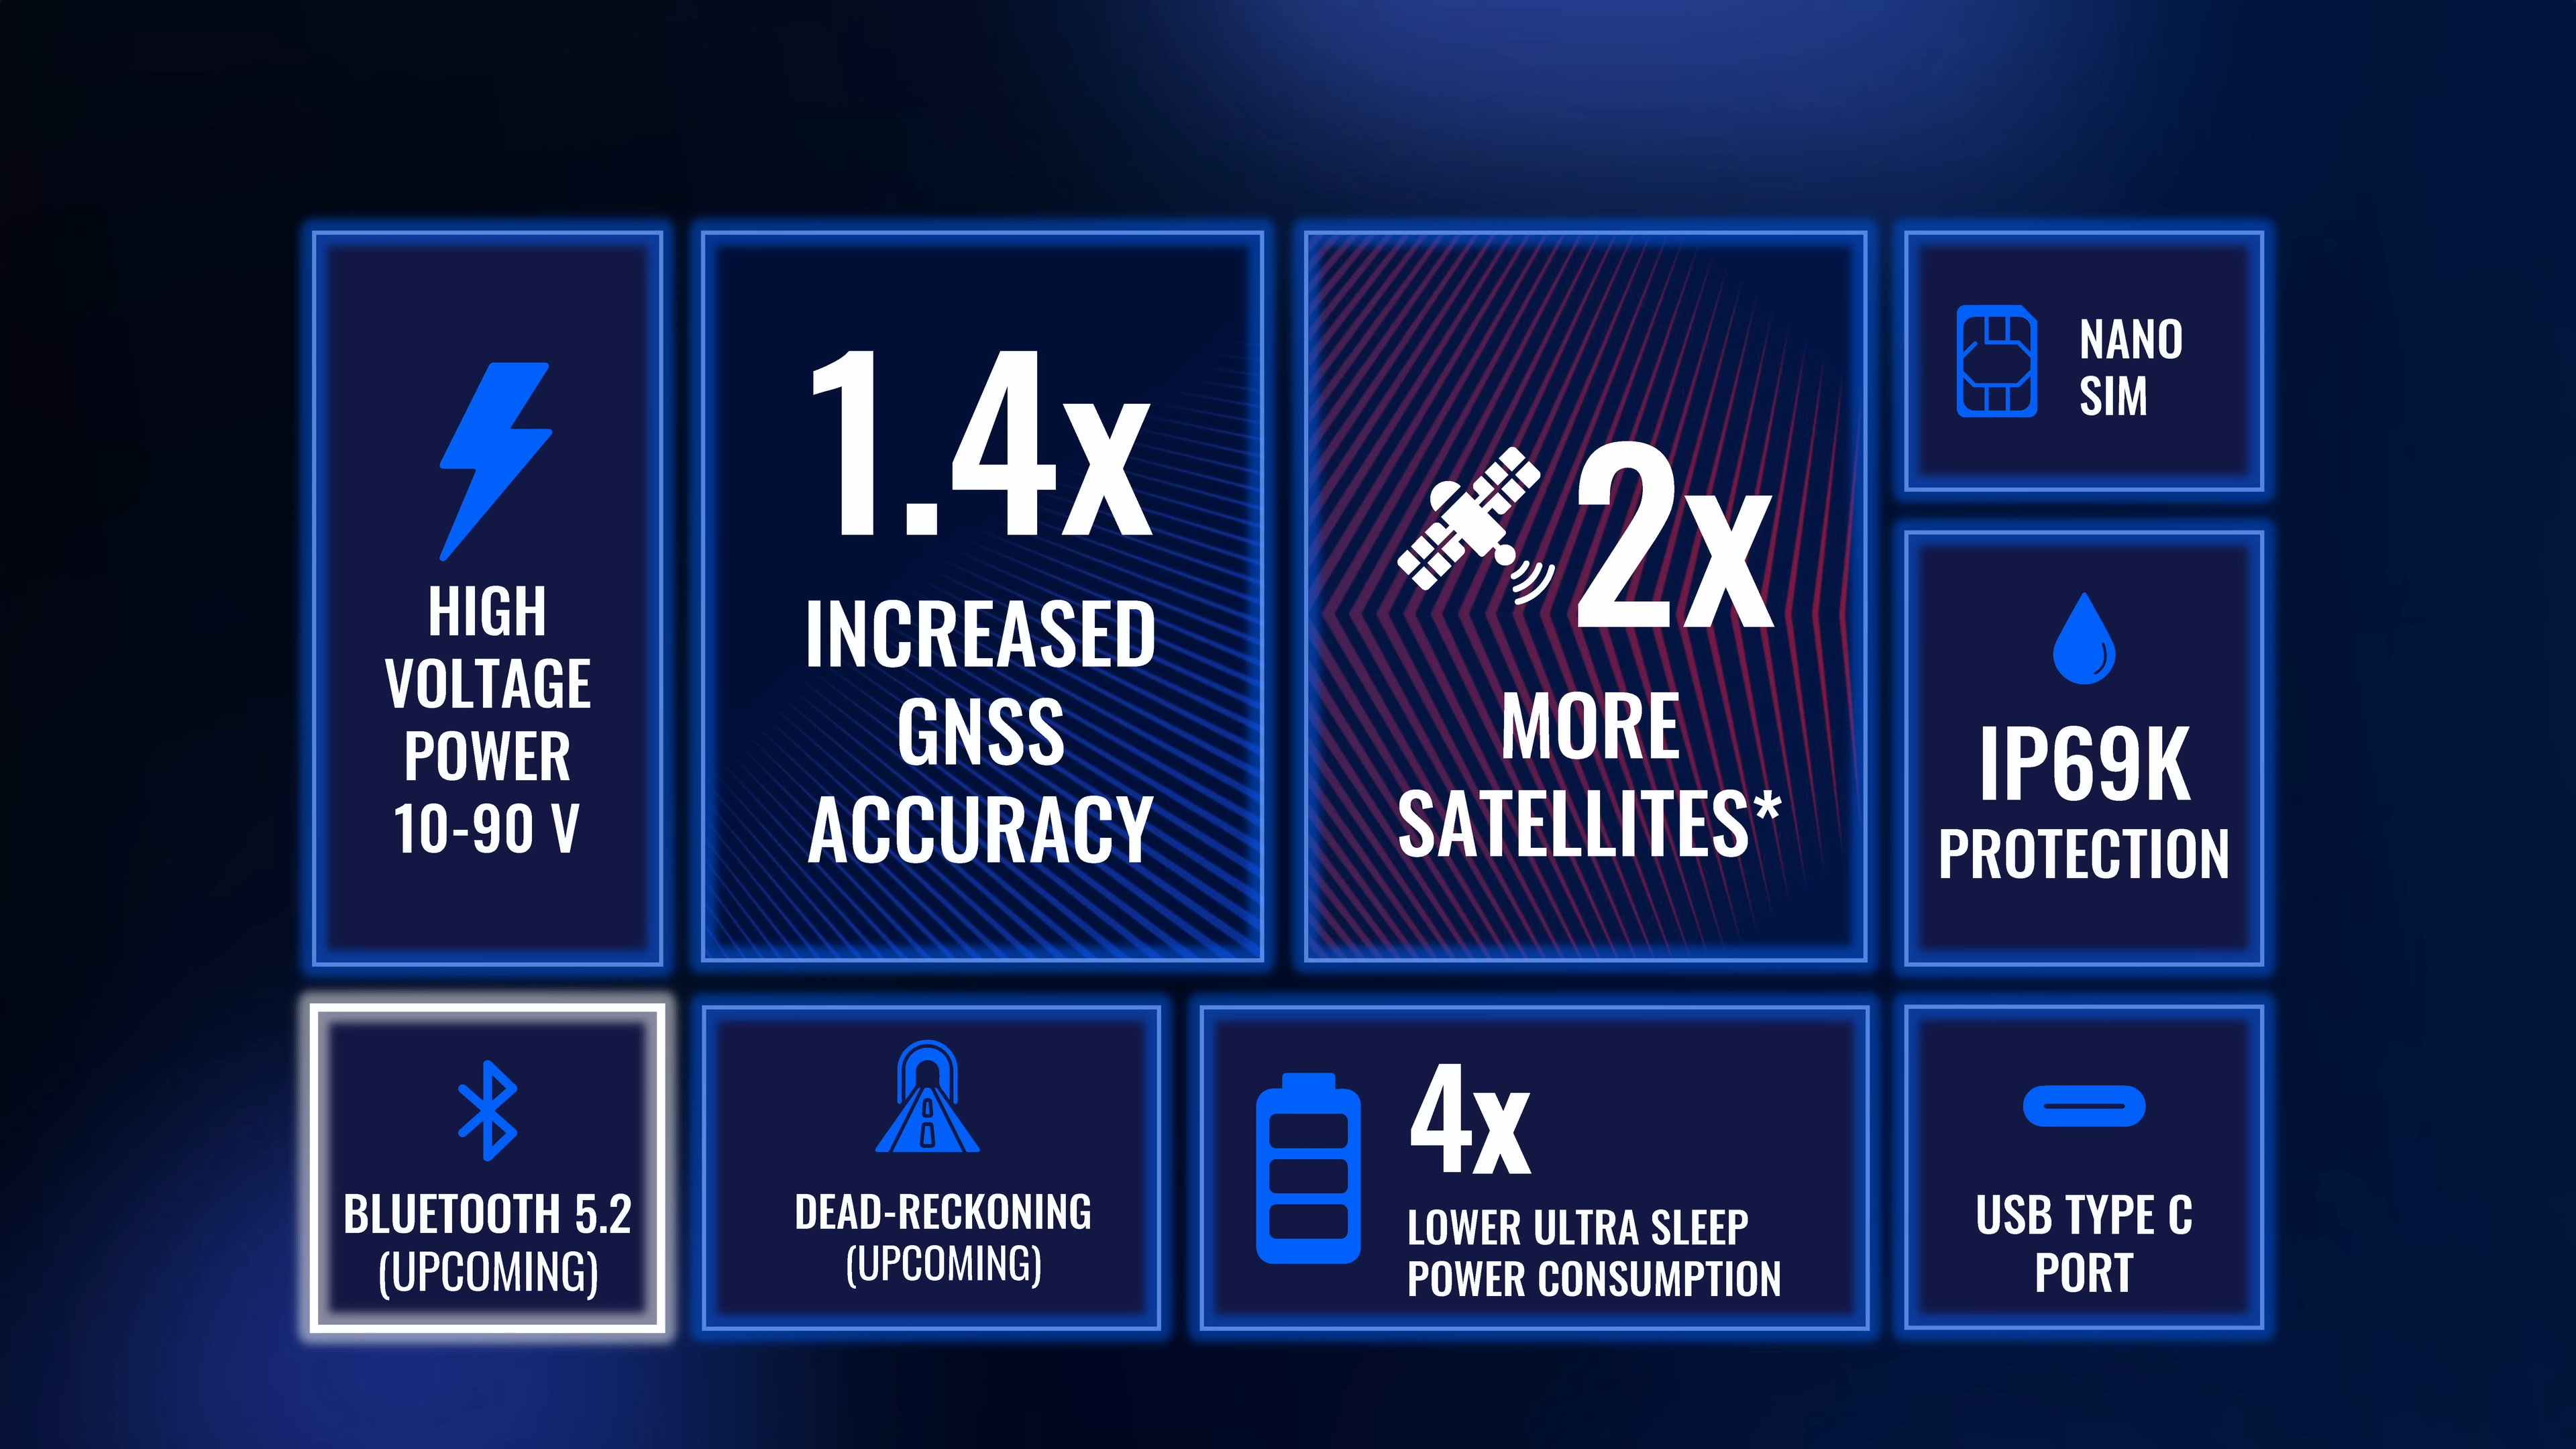 HIGH
VOLTAGE
POWER
10-90 V
1.4x
INCREASED
GNSS
ACCURACY
2x
MORE
SATELLITES*
NANO
SIM
IP69K
PROTECTION
BLUETOOTH 5.2
(UPCOMING)
DEAD-RECKONING
(UPCOMING)
4x
LOWER ULTRA SLEEP
POWER CONSUMPTION
USB TYPE C
PORT